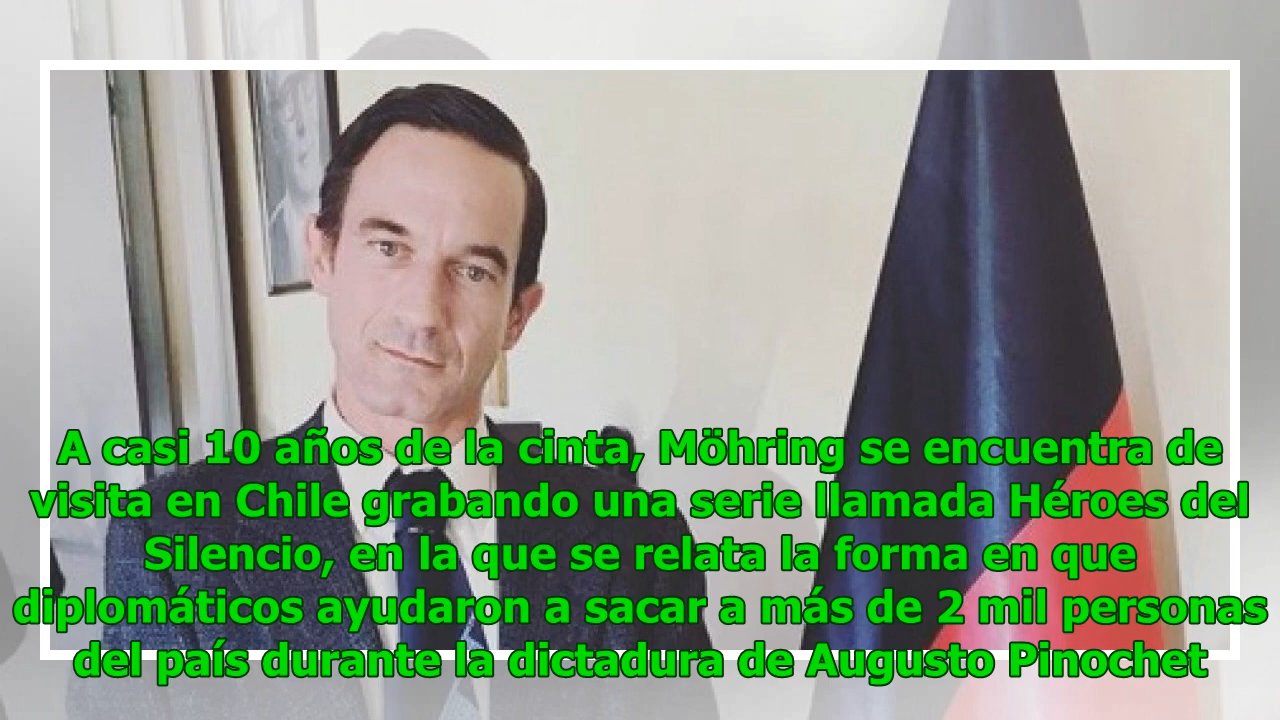 A casi 10 años de la cinta, Möhring se encuentra de
visita en Chile grabando una serie llamada Héroes del
Silencio, en la que se relata la forma en que
diplomáticos ayudaron a sacar a más de 2 mil personas
del país durante la dictadura de Augusto Pinochet